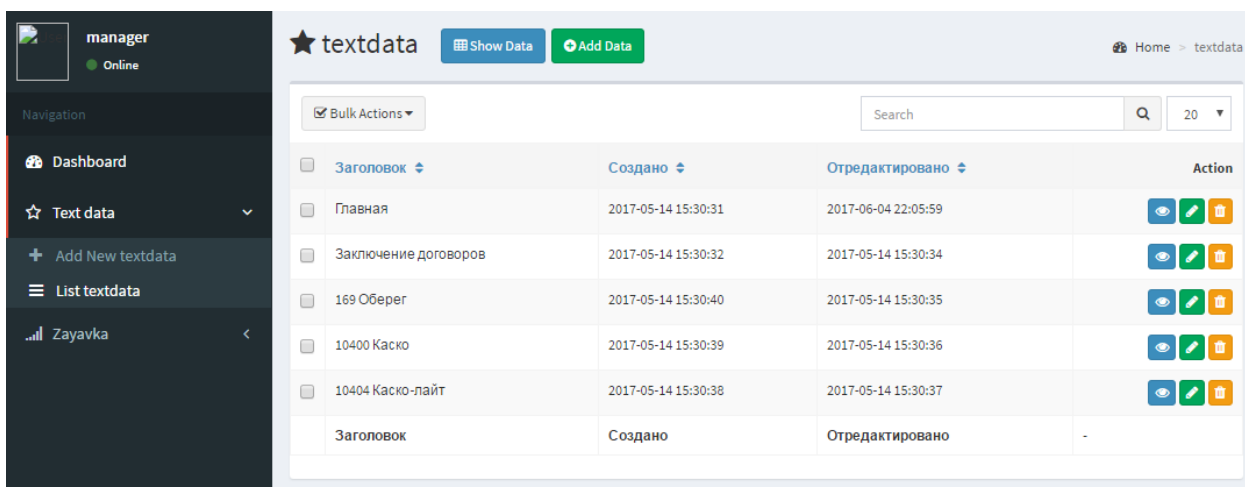 manager
Online
Navigation
Dashboard
Text data
Add New textdata
List textdata
Zayavka
textdata Show Data Add Data Home > textdata
Bulk Actions Search 20
Заголовок Создано Отредактировано Action
Главная 2017-05-14 15:30:31 2017-06-04 22:05:59
Заключение договоров 2017-05-14 15:30:32 2017-05-14 15:30:34
169 Оберег 2017-05-14 15:30:40 2017-05-14 15:30:35
10400 Каско 2017-05-14 15:30:39 2017-05-14 15:30:36
10404 Каско-лайт 2017-05-14 15:30:38 2017-05-14 15:30:37
Заголовок Создано Отредактировано -